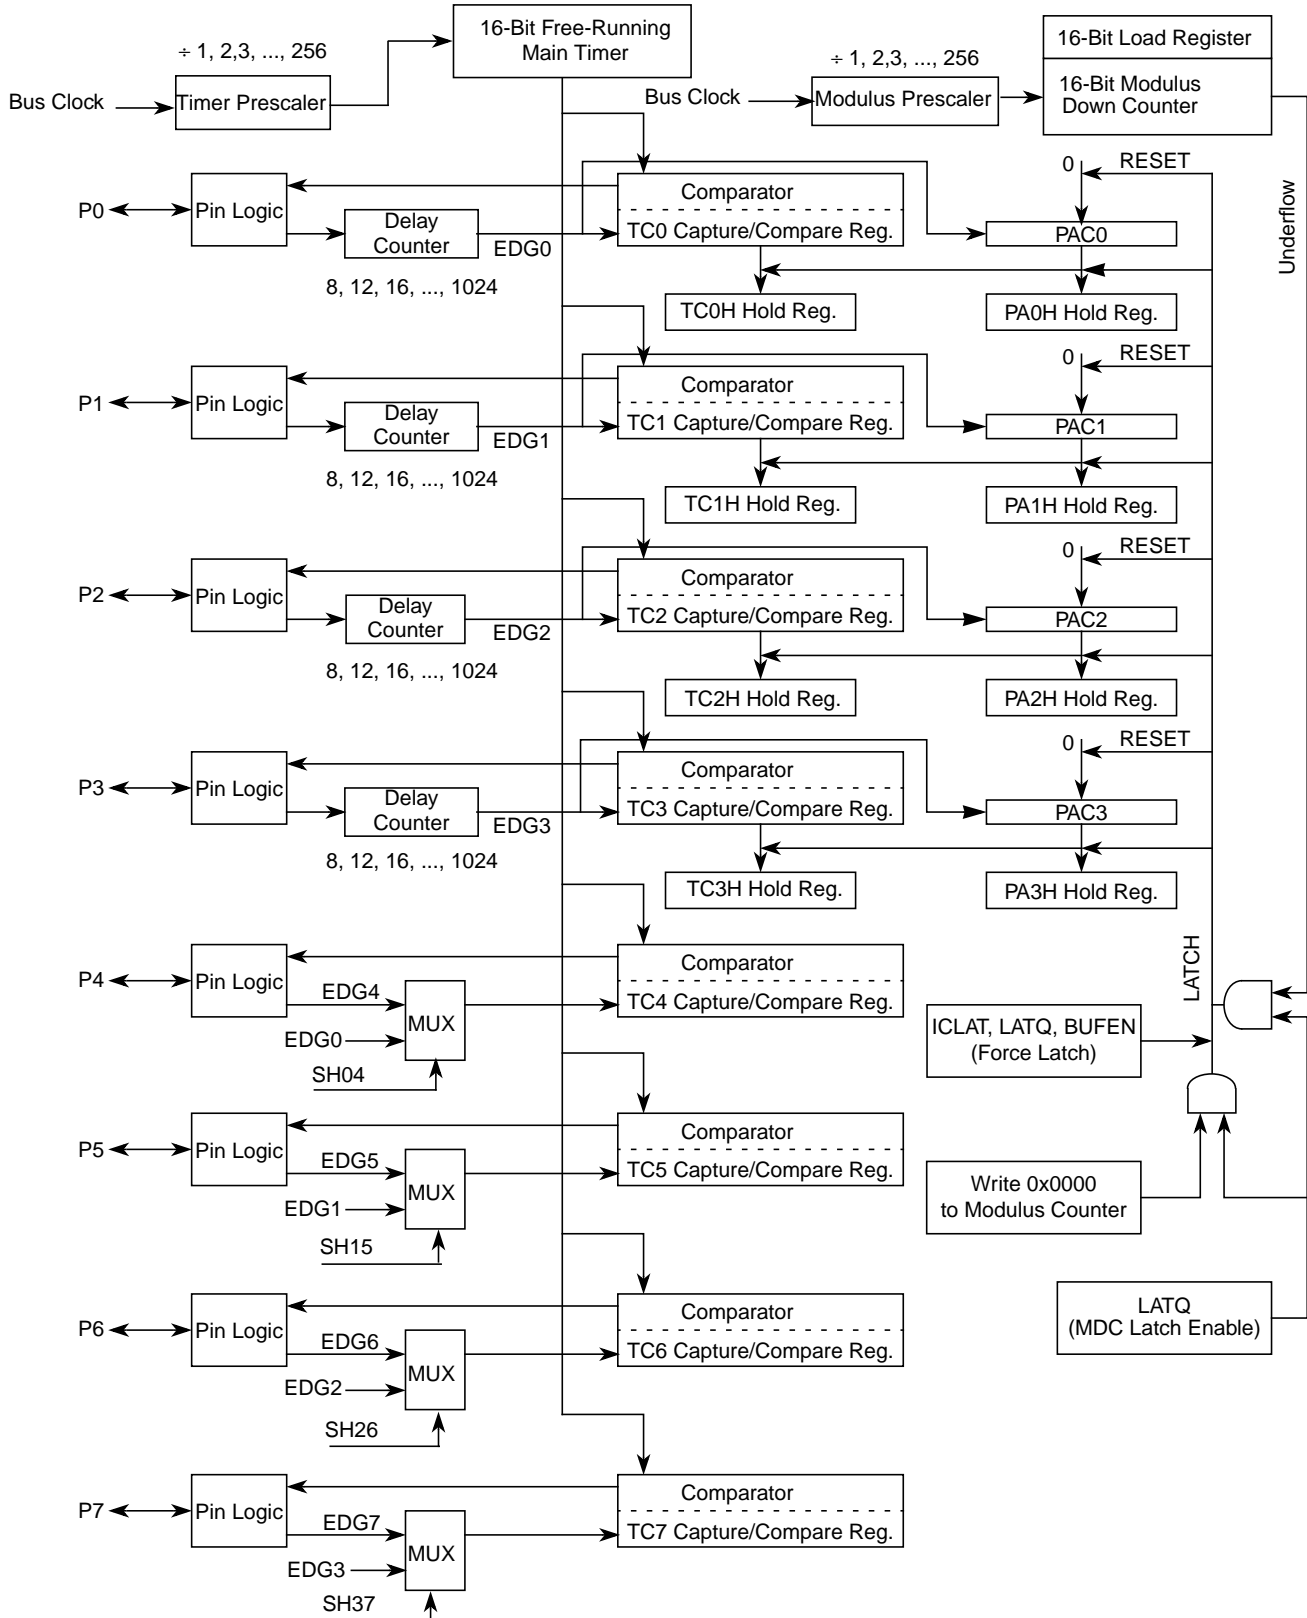 16-Bit Free-Running
Main Timer
16-Bit Load Register
÷ 1, 2,3, ..., 256
÷ 1, 2,3, ..., 256
Bus Clock
Timer Prescaler
Bus Clock
Modulus Prescaler
16-Bit Modulus
Down Counter
Underflow
0
RESET
P0
Pin Logic
Delay
Counter
EDG0
8, 12, 16, ..., 1024
Comparator
TC0 Capture/Compare Reg.
PAC0
TC0H Hold Reg.
PA0H Hold Reg.
0
RESET
P1
Pin Logic
Delay
Counter
EDG1
8, 12, 16, ..., 1024
Comparator
TC1 Capture/Compare Reg.
PAC1
TC1H Hold Reg.
PA1H Hold Reg.
0
RESET
P2
Pin Logic
Delay
Counter
EDG2
8, 12, 16, ..., 1024
Comparator
TC2 Capture/Compare Reg.
PAC2
TC2H Hold Reg.
PA2H Hold Reg.
0
RESET
P3
Pin Logic
Delay
Counter
EDG3
8, 12, 16, ..., 1024
Comparator
TC3 Capture/Compare Reg.
PAC3
TC3H Hold Reg.
PA3H Hold Reg.
LATCH
P4
Pin Logic
EDG4
EDG0
MUX
SH04
Comparator
TC4 Capture/Compare Reg.
ICLAT, LATQ, BUFEN
(Force Latch)
P5
Pin Logic
EDG5
EDG1
MUX
SH15
Comparator
TC5 Capture/Compare Reg.
Write 0x0000
to Modulus Counter
P6
Pin Logic
EDG6
EDG2
MUX
SH26
Comparator
TC6 Capture/Compare Reg.
LATQ
(MDC Latch Enable)
P7
Pin Logic
EDG7
EDG3
MUX
SH37
Comparator
TC7 Capture/Compare Reg.